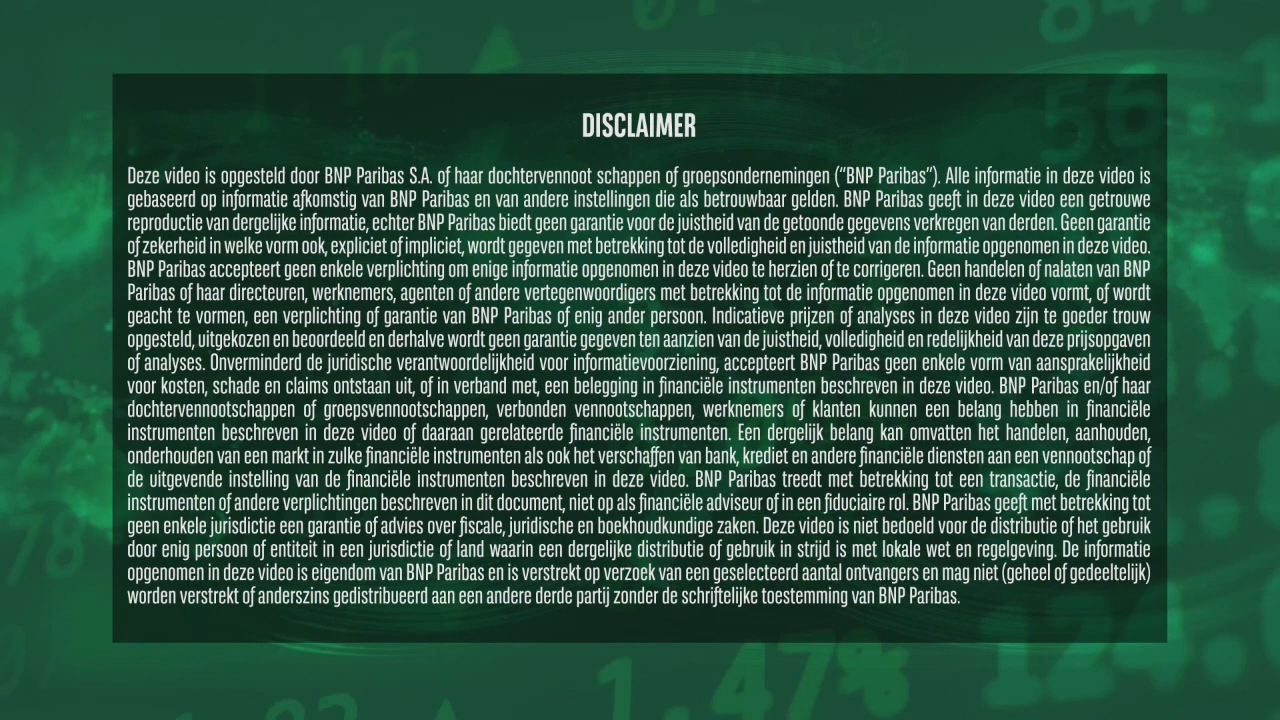 DISCLAIMER
Deze video is opgesteld door BNP Paribas S.A. of haar dochtervennoot schappen of groepsondernemingen (“BNP Paribas”). Alle informatie in deze video is
gebaseerd op informatie afkomstig van BNP Paribas en van andere instellingen die als betrouwbaar gelden. BNP Paribas geeft in deze video een getrouwe
reproductie van dergelijke informatie, echter BNP Paribas biedt geen garantie voor de juistheid van de getoonde gegevens verkregen van derden. Geen garantie
of zekerheid in welke vorm ook, expliciet of impliciet, wordt gegeven met betrekking tot de volledigheid en juistheid van de informatie opgenomen in deze video.
BNP Paribas accepteert geen enkele verplichting om enige informatie opgenomen in deze video te herzien of te corrigeren. Geen handelen of nalaten van BNP
Paribas of haar directeuren, werknemers, agenten of andere vertegenwoordigers met betrekking tot de informatie opgenomen in deze video vormt, of wordt
geacht te vormen, een verplichting of garantie van BNP Paribas of enig ander persoon. Indicatieve prijzen of analyses in deze video zijn te goeder trouw
opgesteld, uitgekozen en beoordeeld en derhalve wordt geen garantie gegeven ten aanzien van de juistheid, volledigheid en redelijkheid van deze prijsopgaven
of analyses. Onverminderd de juridische verantwoordelijkheid voor informatievoorziening, accepteert BNP Paribas geen enkele vorm van aansprakelijkheid
voor kosten, schade en claims ontstaan uit, of in verband met, een belegging in financiële instrumenten beschreven in deze video. BNP Paribas en/of haar
dochtervennootschappen of groepsvennootschappen, verbonden vennootschappen, werknemers of klanten kunnen een belang hebben in financiële
instrumenten beschreven in deze video of daaraan gerelateerde financiële instrumenten. Een dergelijk belang kan omvatten het handelen, aanhouden,
onderhouden van een markt in zulke financiële instrumenten als ook het verschaffen van bank, krediet en andere financiële diensten aan een vennootschap of
de uitgevende instelling van de financiële instrumenten beschreven in deze video. BNP Paribas treedt met betrekking tot een transactie, de financiële
instrumenten of andere verplichtingen beschreven in dit document, niet op als financiële adviseur of in een fiduciaire rol. BNP Paribas geeft met betrekking tot
geen enkele jurisdictie een garantie of advies over fiscale, juridische en boekhoudkundige zaken. Deze video is niet bedoeld voor de distributie of het gebruik
door enig persoon of entiteit in een jurisdictie of land waarin een dergelijke distributie of gebruik in strijd is met lokale wet en regelgeving. De informatie
opgenomen in deze video is eigendom van BNP Paribas en is verstrekt op verzoek van een geselecteerd aantal ontvangers en mag niet (geheel of gedeeltelijk)
worden verstrekt of anderszins gedistribueerd aan een andere derde partij zonder de schriftelijke toestemming van BNP Paribas.
1.47%